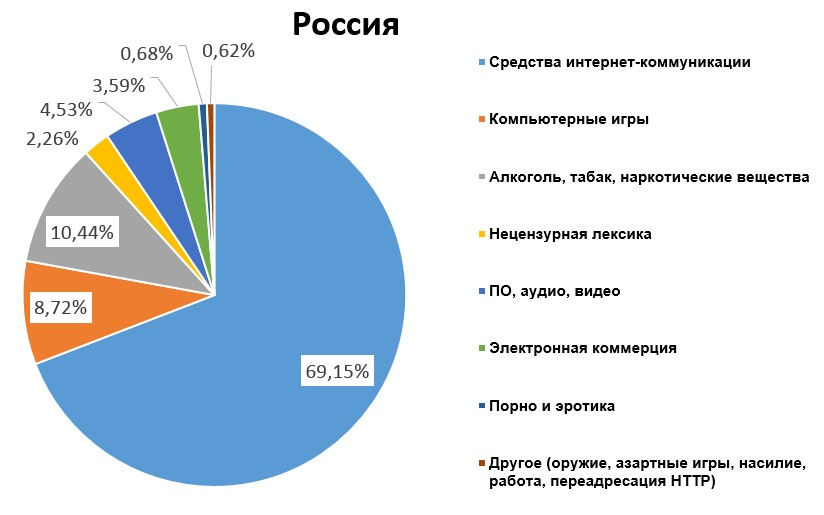 Россия
0,68%
0,62%
3,59%
4,53%
2,26%
10,44%
8,72%
69,15%
Средства интернет-коммуникации
Компьютерные игры
Алкоголь, табак, наркотические вещества
Нецензурная лексика
ПО, аудио, видео
Электронная коммерция
Порно и эротика
Другое (оружие, азартные игры, насилие,
работа, переадресация HTTP)